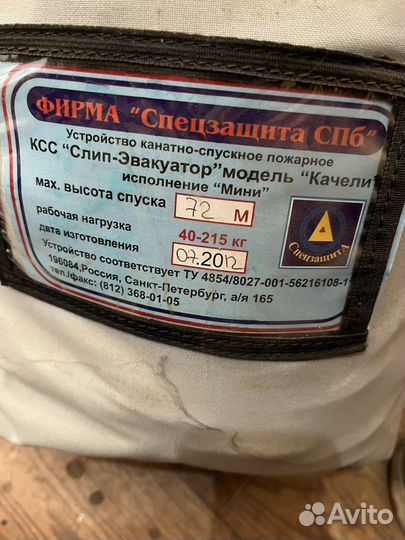 ФИРМА "Спецзащита СПб"
Устройство канатно-спускное пожарное
КСС "Слип-Эвакуатор" модель "Качели"
исполнение "Мини"
мах. высота спуска 72 м
рабочая нагрузка 40-215 кг
дата изготовления 07.2012
Устройство соответствует ТУ 4854/8027-001-56216108-1
196084,Россия, Санкт-Петербург, а/я 165
тел./факс: (812) 368-01-05
Спецзащита
Avito